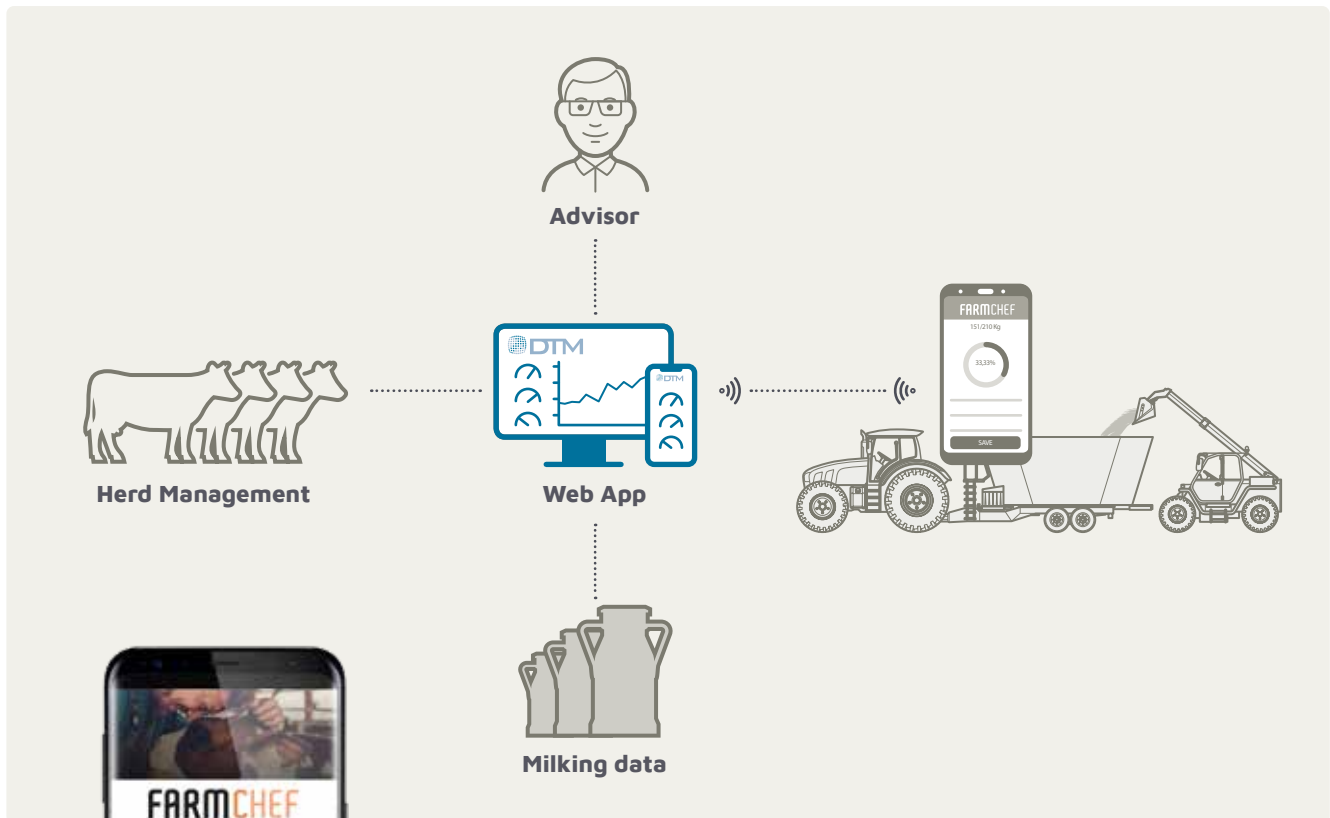 Advisor
FARMCHEF
151/210 Kg
33,33%
SAVE
DTM
DTM
Herd Management
Web App
Milking data
FARMCHEF